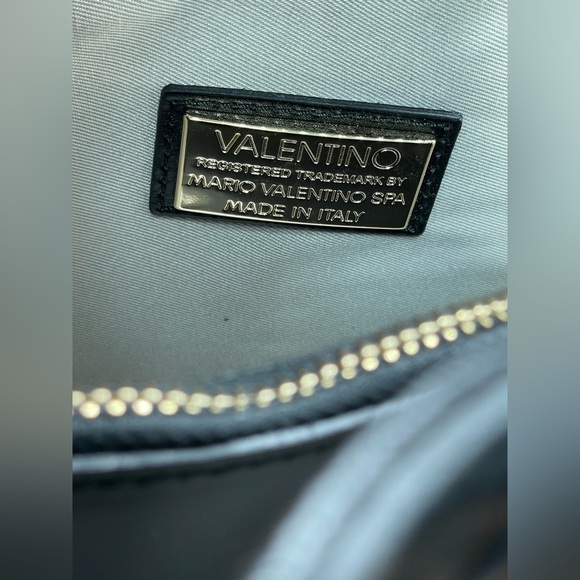 VALENTINO
REGISTERED TRADEMARK BY
MARIO VALENTINO SPA
MADE IN ITALY